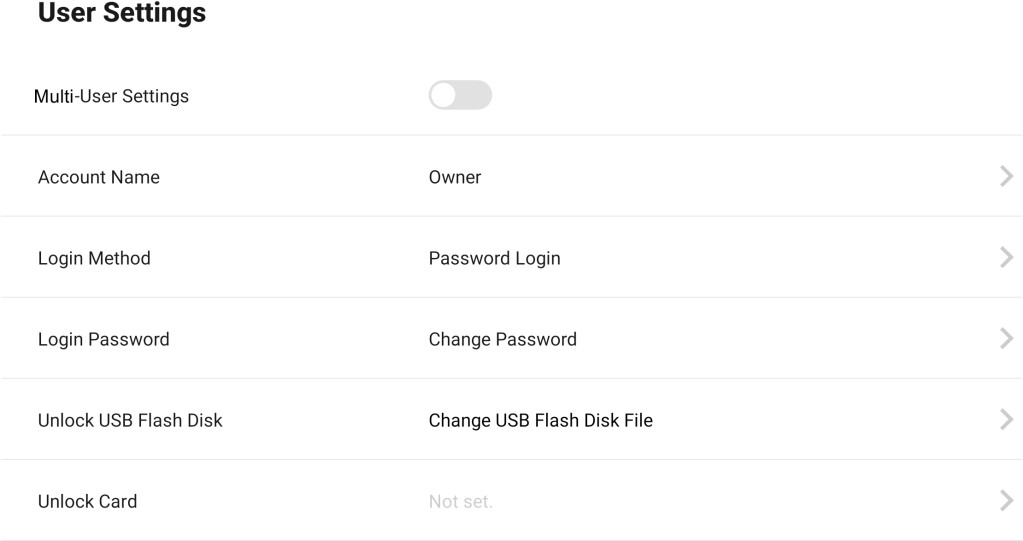 User Settings
Multi-User Settings
Account Name Owner
Login Method Password Login
Login Password Change Password
Unlock USB Flash Disk Change USB Flash Disk File
Unlock Card Not set.